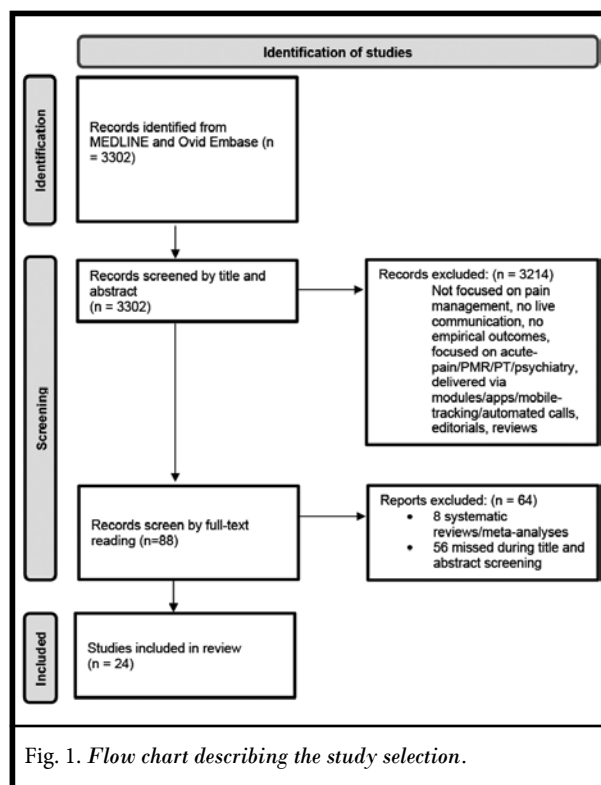 Identification of studies
Identification
Records identified from
MEDLINE and Ovid Embase (n
= 3302)
Screening
Records screened by title and
abstract
(n = 3302)
Records excluded: (n = 3214)
Not focused on pain
management, no live
communication, no
empirical outcomes,
focused on acute-
pain/PMR/PT/psychiatry,
delivered via
modules/apps/mobile-
tracking/automated calls,
editorials, reviews
Records screen by full-text
reading (n=88)
Reports excluded: (n = 64)
• 8 systematic
reviews/meta-analyses
• 56 missed during title and
abstract screening
Included
Studies included in review
(n = 24)
Fig. 1. Flow chart describing the study selection.